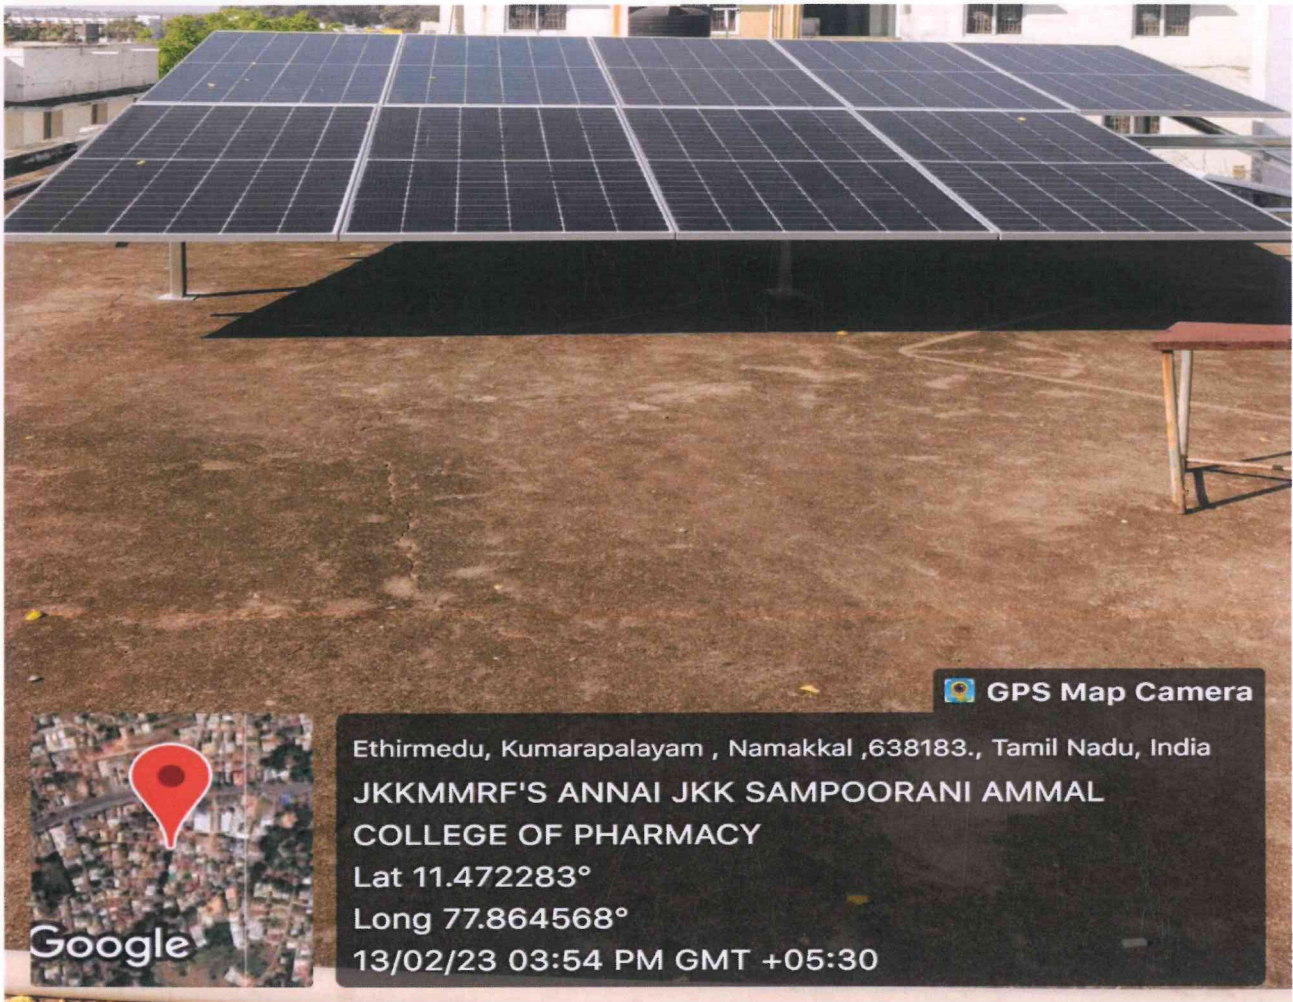 GPS Map Camera
Ethirmedu, Kumarapalayam , Namakkal ,638183., Tamil Nadu, India
JKKMMRF'S ANNAI JKK SAMPOORANI AMMAL
COLLEGE OF PHARMACY
Lat 11.472283°
Long 77.864568°
13/02/23 03:54 PM GMT +05:30
Google